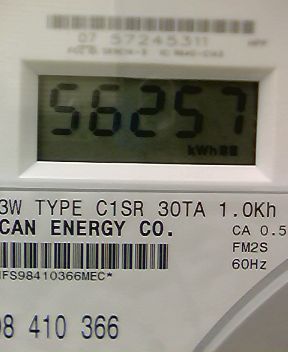 07 57245311
56257
kWh
3W TYPE C1SR 30TA 1.0Kh
CAN ENERGY CO.
CA 0.5
FM2S
60Hz
IFS98410366MEC*
98 410 366